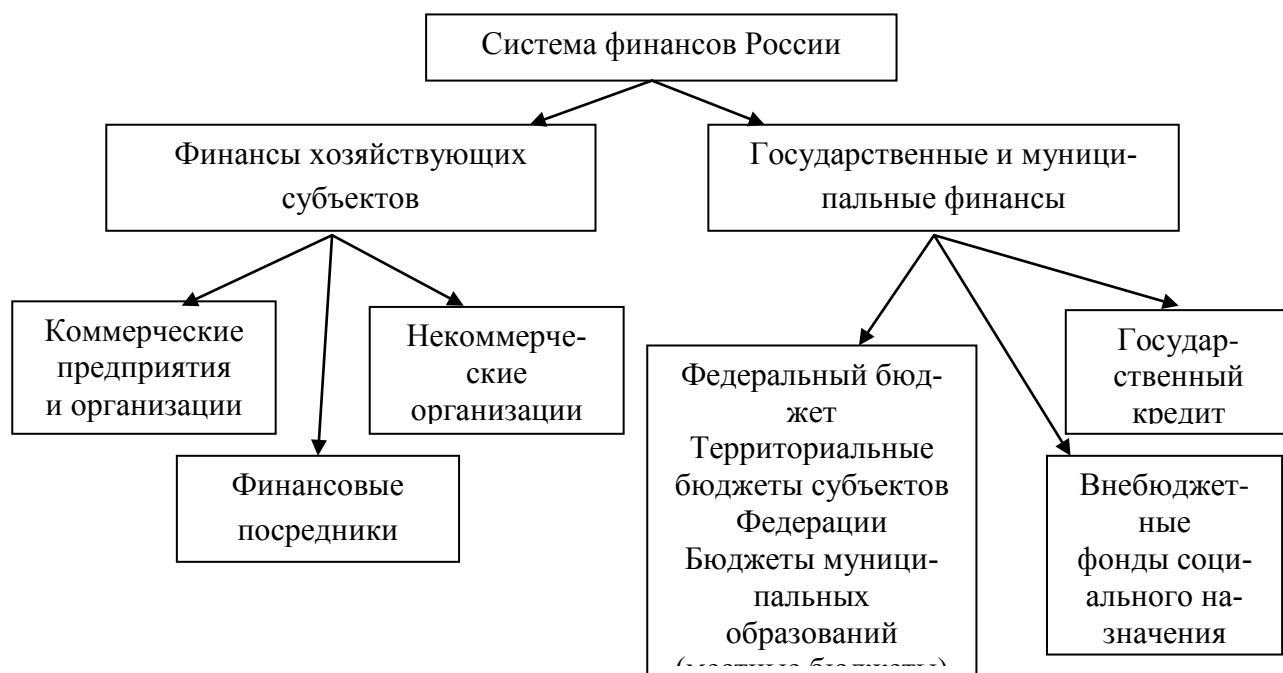 Система финансов России
Финансы хозяйствующих
субъектов
Государственные и муници-
пальные финансы
Коммерческие
предприятия
и организации
Некоммерче-
ские
организации
Финансовые
посредники
Федеральный бюд-
жет
Территориальные
бюджеты субъектов
Федерации
Бюджеты муници-
пальных
образований
(местные бюджеты)
Государ-
ственный
кредит
Внебюджет-
ные
фонды соци-
ального на-
значения